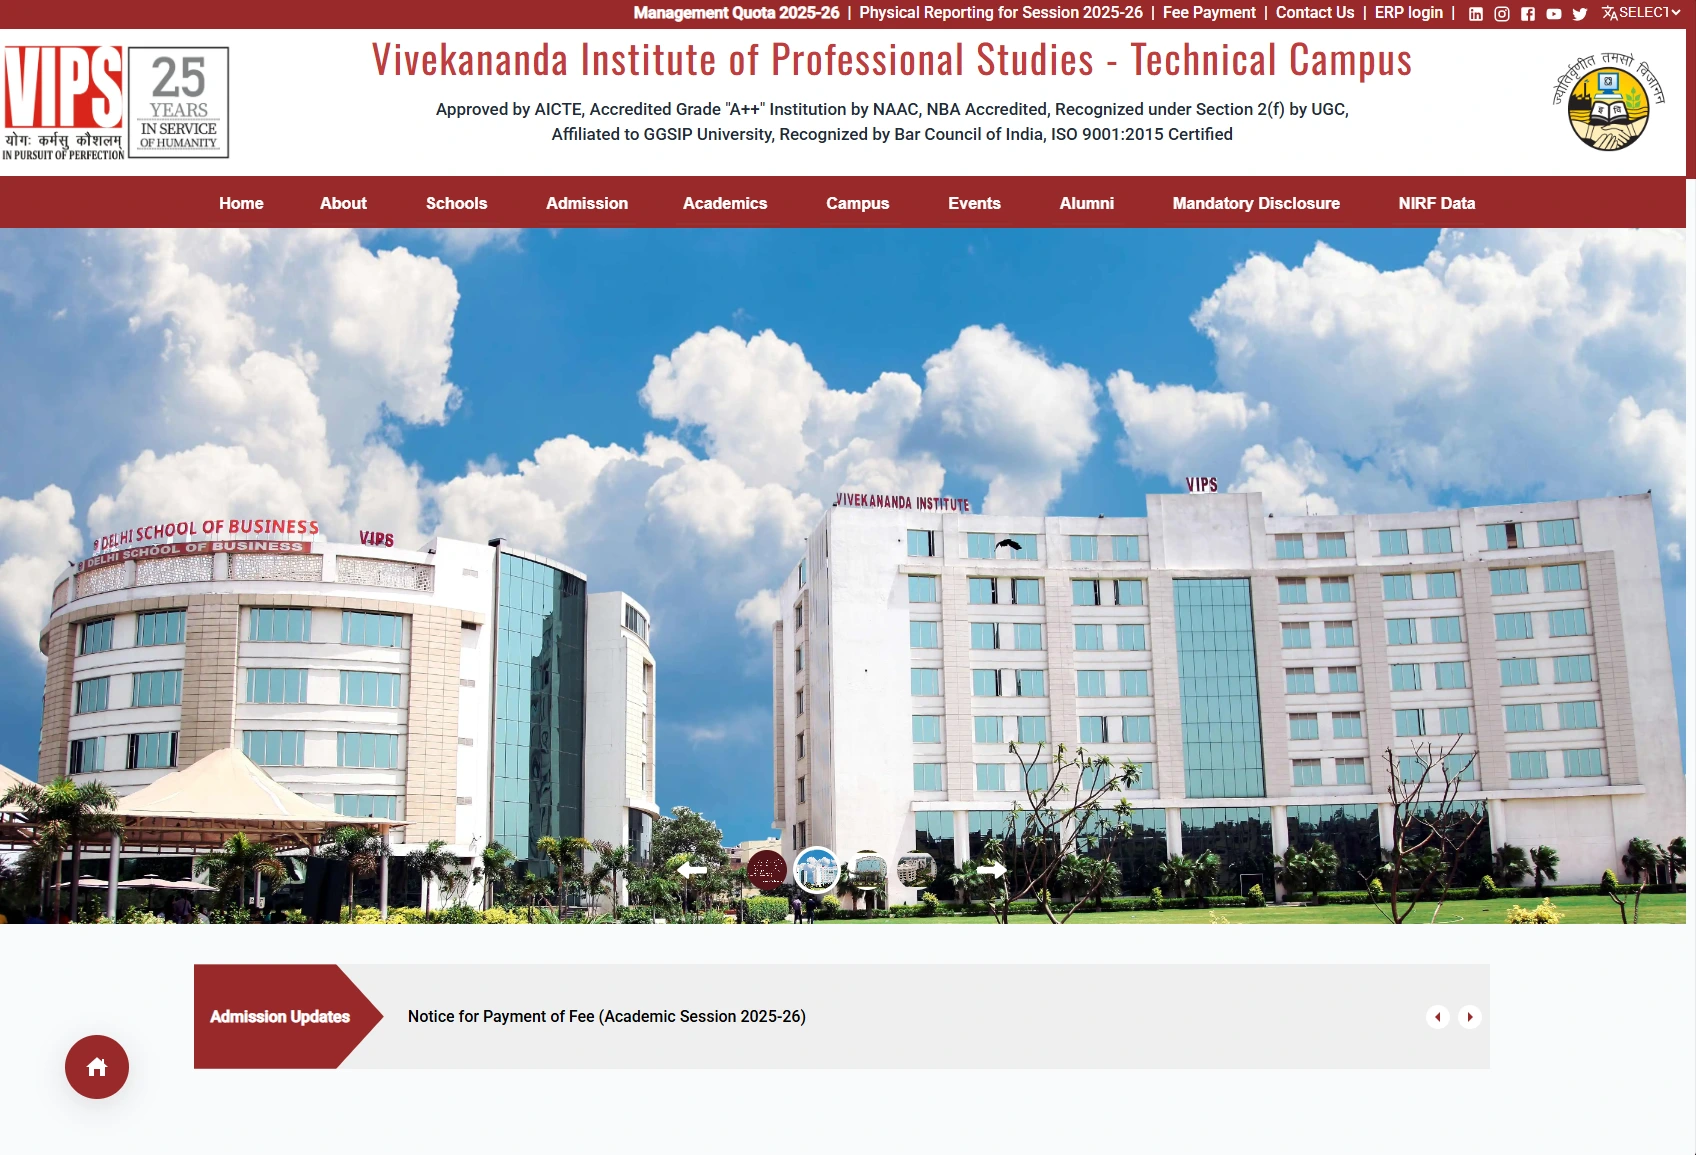 Management Quota 2025-26 | Physical Reporting for Session 2025-26 | Fee Payment | Contact Us | ERP login | SELECT
VIPS
योगः कर्मसु कौशलम्
IN PURSUIT OF PERFECTION
25
YEARS
IN SERVICE
OF HUMANITY
Vivekananda Institute of Professional Studies - Technical Campus
Approved by AICTE, Accredited Grade "A++" Institution by NAAC, NBA Accredited, Recognized under Section 2(f) by UGC,
Affiliated to GGSIP University, Recognized by Bar Council of India, ISO 9001:2015 Certified
ज्योतिर्वृणीत तमसो विजानन
Home About Schools Admission Academics Campus Events Alumni Mandatory Disclosure NIRF Data
DELHI SCHOOL OF BUSINESS
DELHI SCHOOL OF BUSINESS
VIPS
VIVEKANANDA INSTITUTE
VIPS
Admission Updates
Notice for Payment of Fee (Academic Session 2025-26)